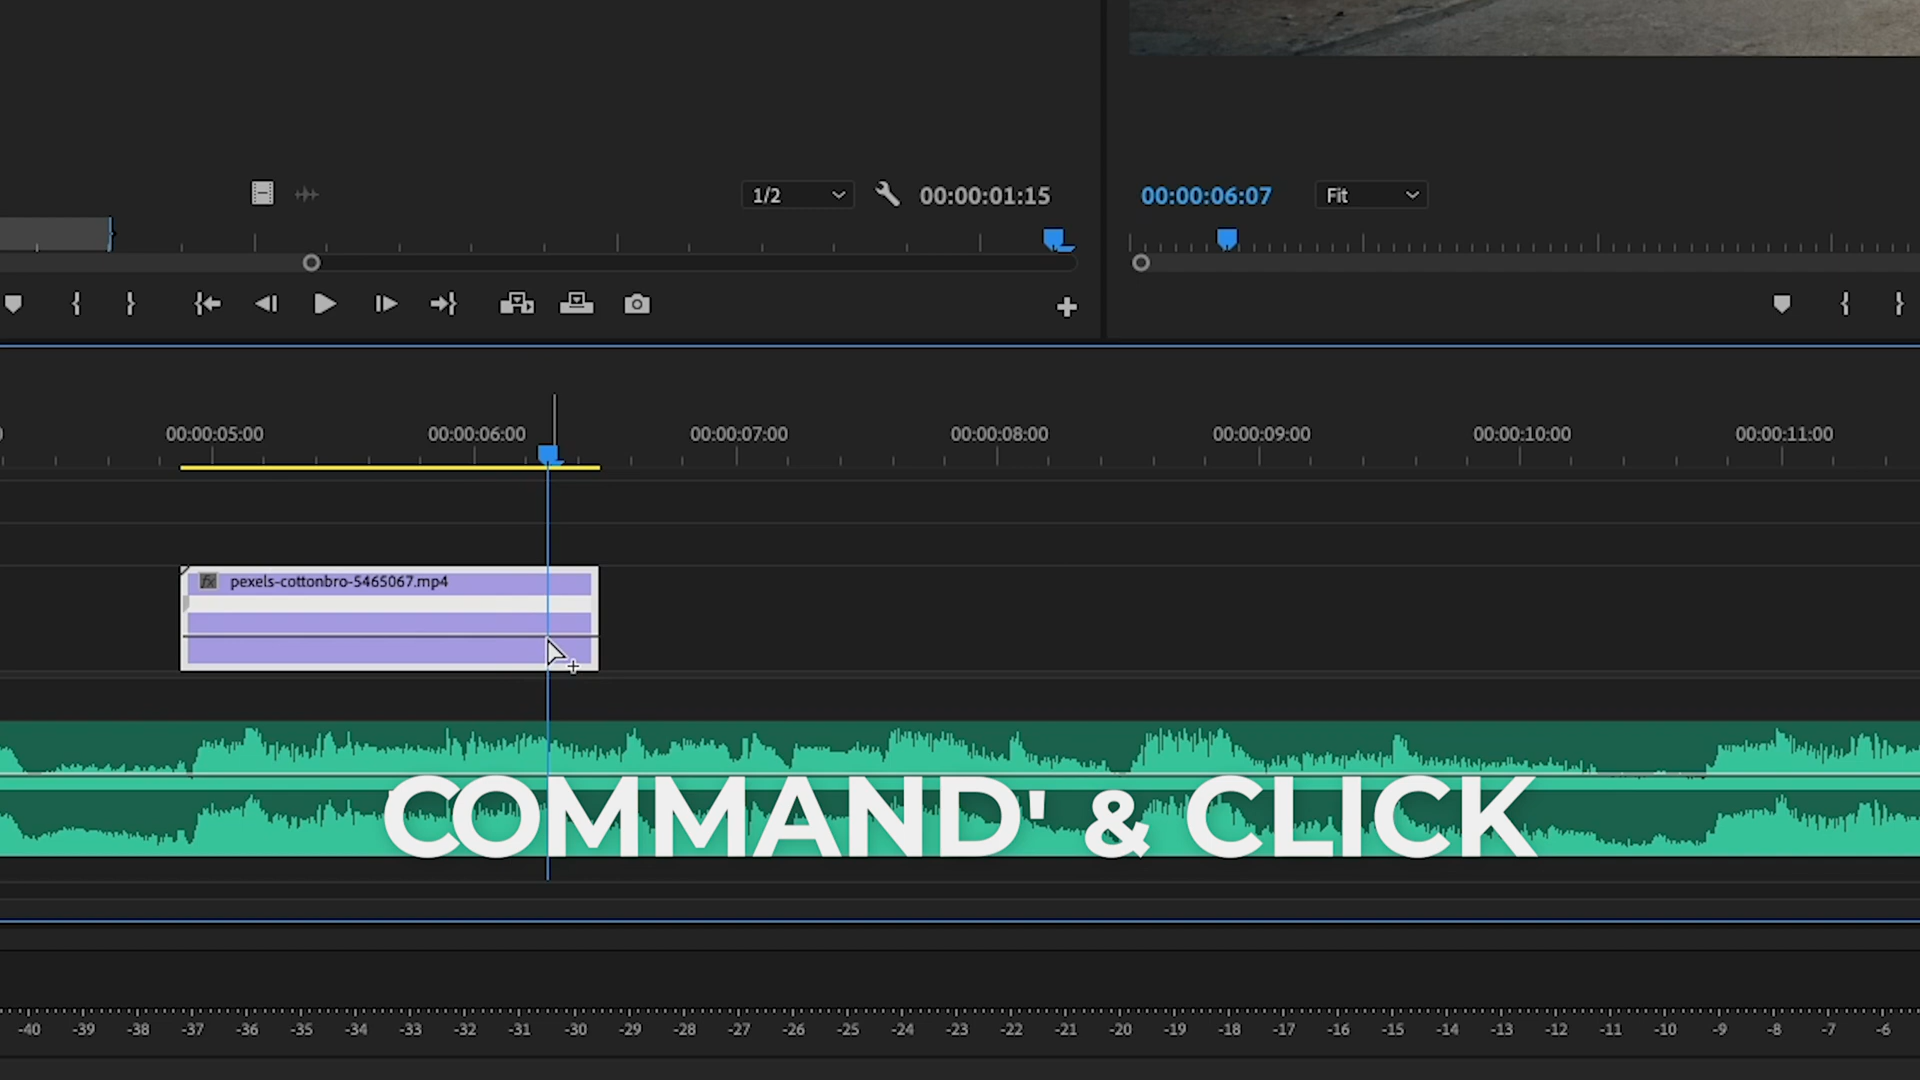 1/2
00:00:01:15
00:00:06:07
Fit
00:00:05:00 00:00:06:00 00:00:07:00 00:00:08:00 00:00:09:00 00:00:10:00 00:00:11:00
fx pexels-cottonbro-5465067.mp4
COMMAND' & CLICK
-40 -39 -38 -37 -36 -35 -34 -33 -32 -31 -30 -29 -28 -27 -26 -25 -24 -23 -22 -21 -20 -19 -18 -17 -16 -15 -14 -13 -12 -11 -10 -9 -8 -7 -6